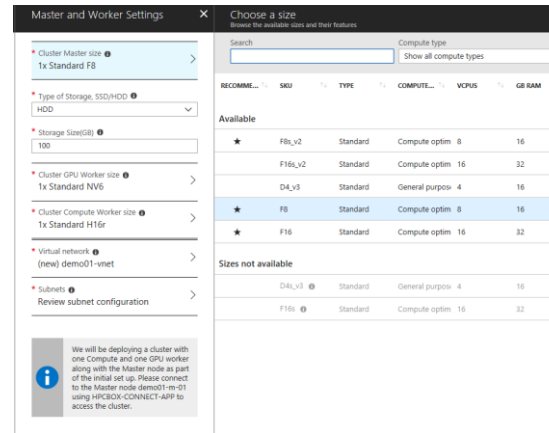 Master and Worker Settings
* Cluster Master size
1x Standard F8
* Type of Storage, SSD/HDD
HDD
* Storage Size(GB)
100
* Cluster GPU Worker size
1x Standard NV6
* Cluster Compute Worker size
1x Standard H16r
* Virtual network
(new) demo01-vnet
* Subnets
Review subnet configuration
We will be deploying a cluster with
one Compute and one GPU worker
along with the Master node as part
of the initial set up. Please connect
to the Master node demo01-m-01
using HPCBOX-CONNECT-APP to
access the cluster.
Choose a size
Browse the available sizes and their features
Search
Compute type
Show all compute types
RECOMME... SKU TYPE COMPUTE... VCPUS GB RAM
Available
★ F8s_v2 Standard Compute optim 8 16
F16s_v2 Standard Compute optim 16 32
D4_v3 Standard General purpos 4 16
★ F8 Standard Compute optim 8 16
★ F16 Standard Compute optim 16 32
Sizes not available
D4s_v3 Standard General purpos 4 16
F16s Standard Compute optim 16 32